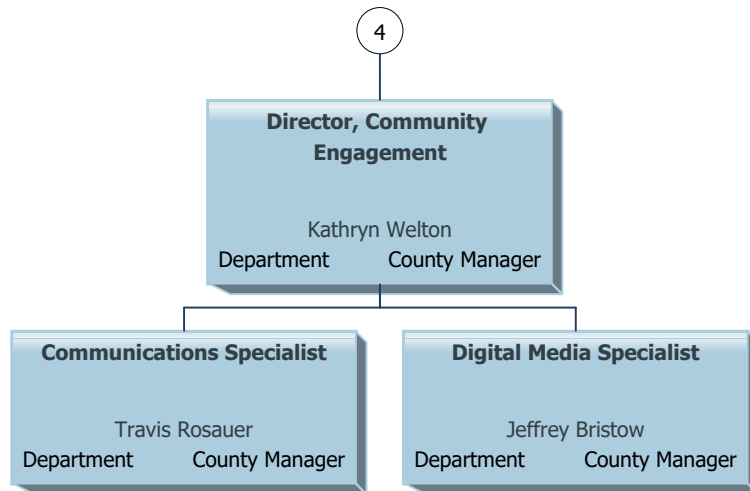 4
Director, Community
Engagement
Kathryn Welton
Department County Manager
Communications Specialist
Travis Rosauer
Department County Manager
Digital Media Specialist
Jeffrey Bristow
Department County Manager